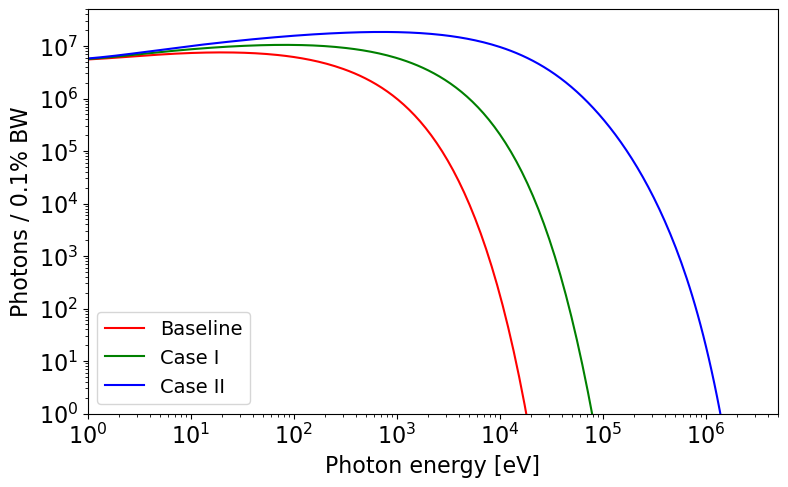 Photons / 0.1% BW
10⁷
10⁶
10⁵
10⁴
10³
10²
10¹
10⁰
Baseline
Case I
Case II
10⁰ 10¹ 10² 10³ 10⁴ 10⁵ 10⁶
Photon energy [eV]